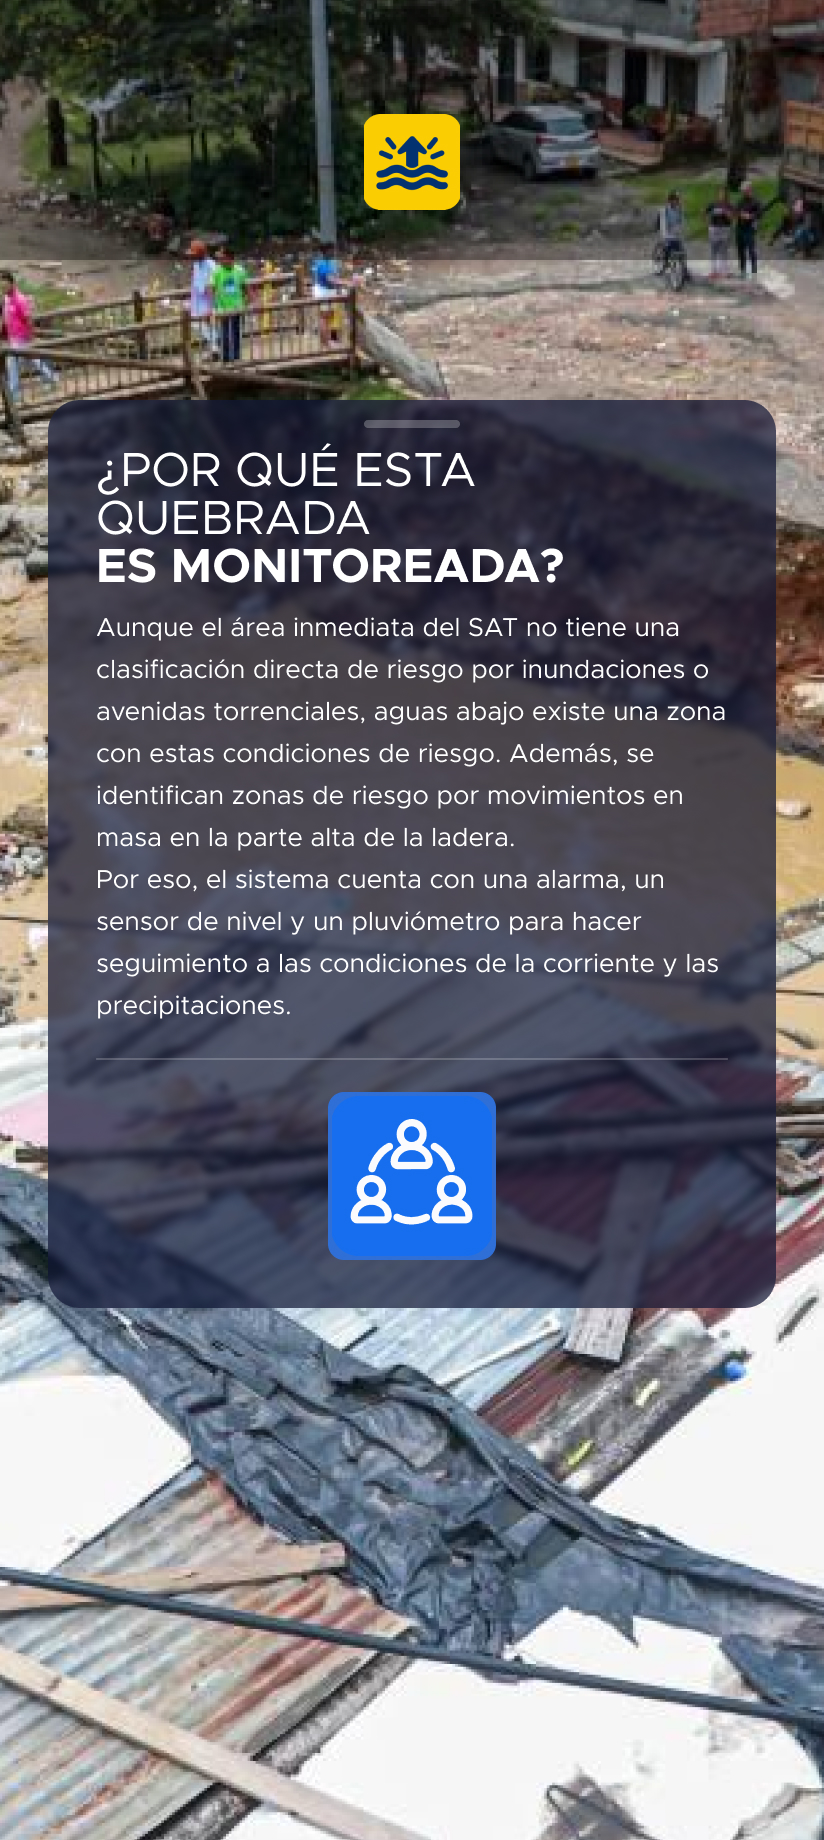 ¿POR QUÉ ESTA
QUEBRADA
ES MONITOREADA?
Aunque el área inmediata del SAT no tiene una
clasificación directa de riesgo por inundaciones o
avenidas torrenciales, aguas abajo existe una zona
con estas condiciones de riesgo. Además, se
identifican zonas de riesgo por movimientos en
masa en la parte alta de la ladera.
Por eso, el sistema cuenta con una alarma, un
sensor de nivel y un pluviómetro para hacer
seguimiento a las condiciones de la corriente y las
precipitaciones.